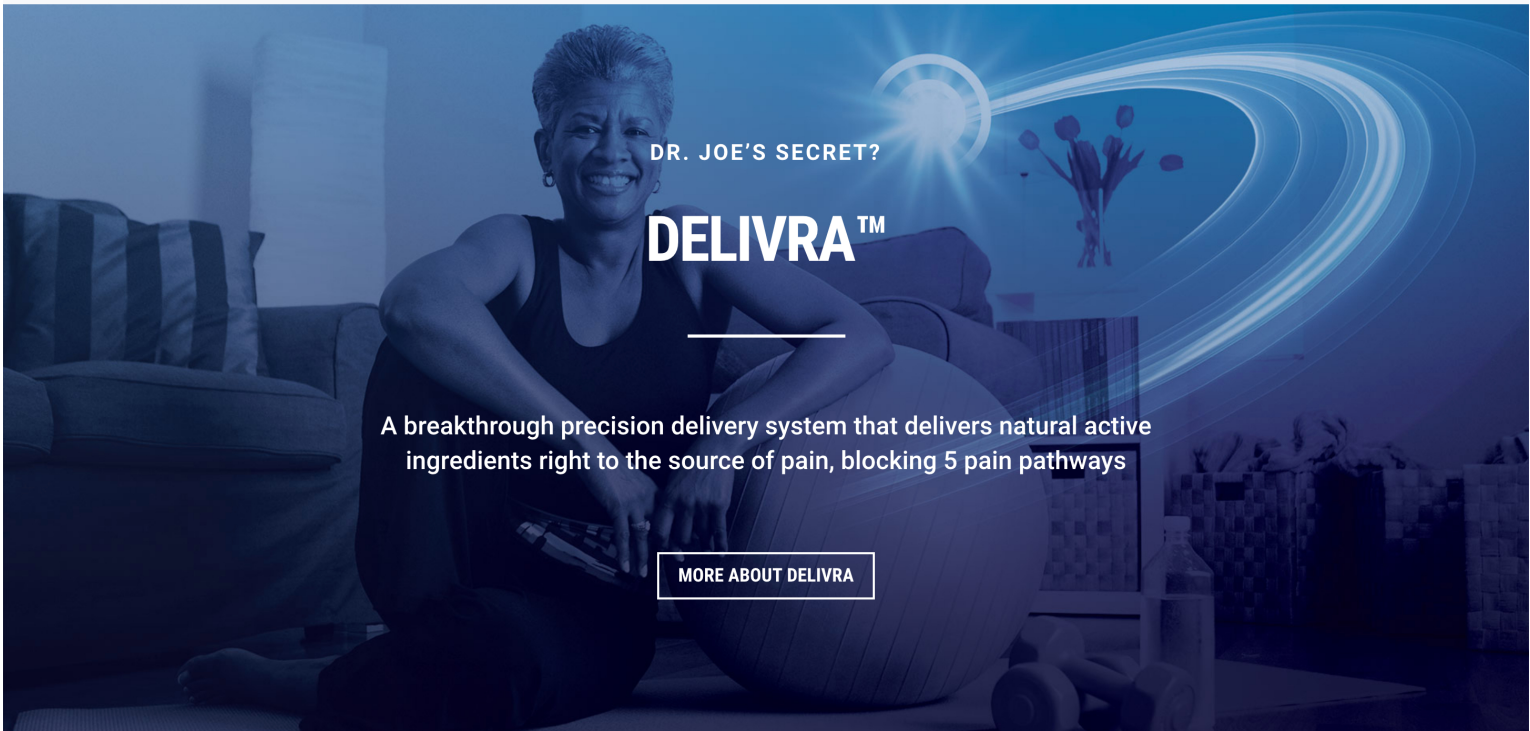 DR. JOE’S SECRET?
DELIVRA™
A breakthrough precision delivery system that delivers natural active
ingredients right to the source of pain, blocking 5 pain pathways
MORE ABOUT DELIVRA